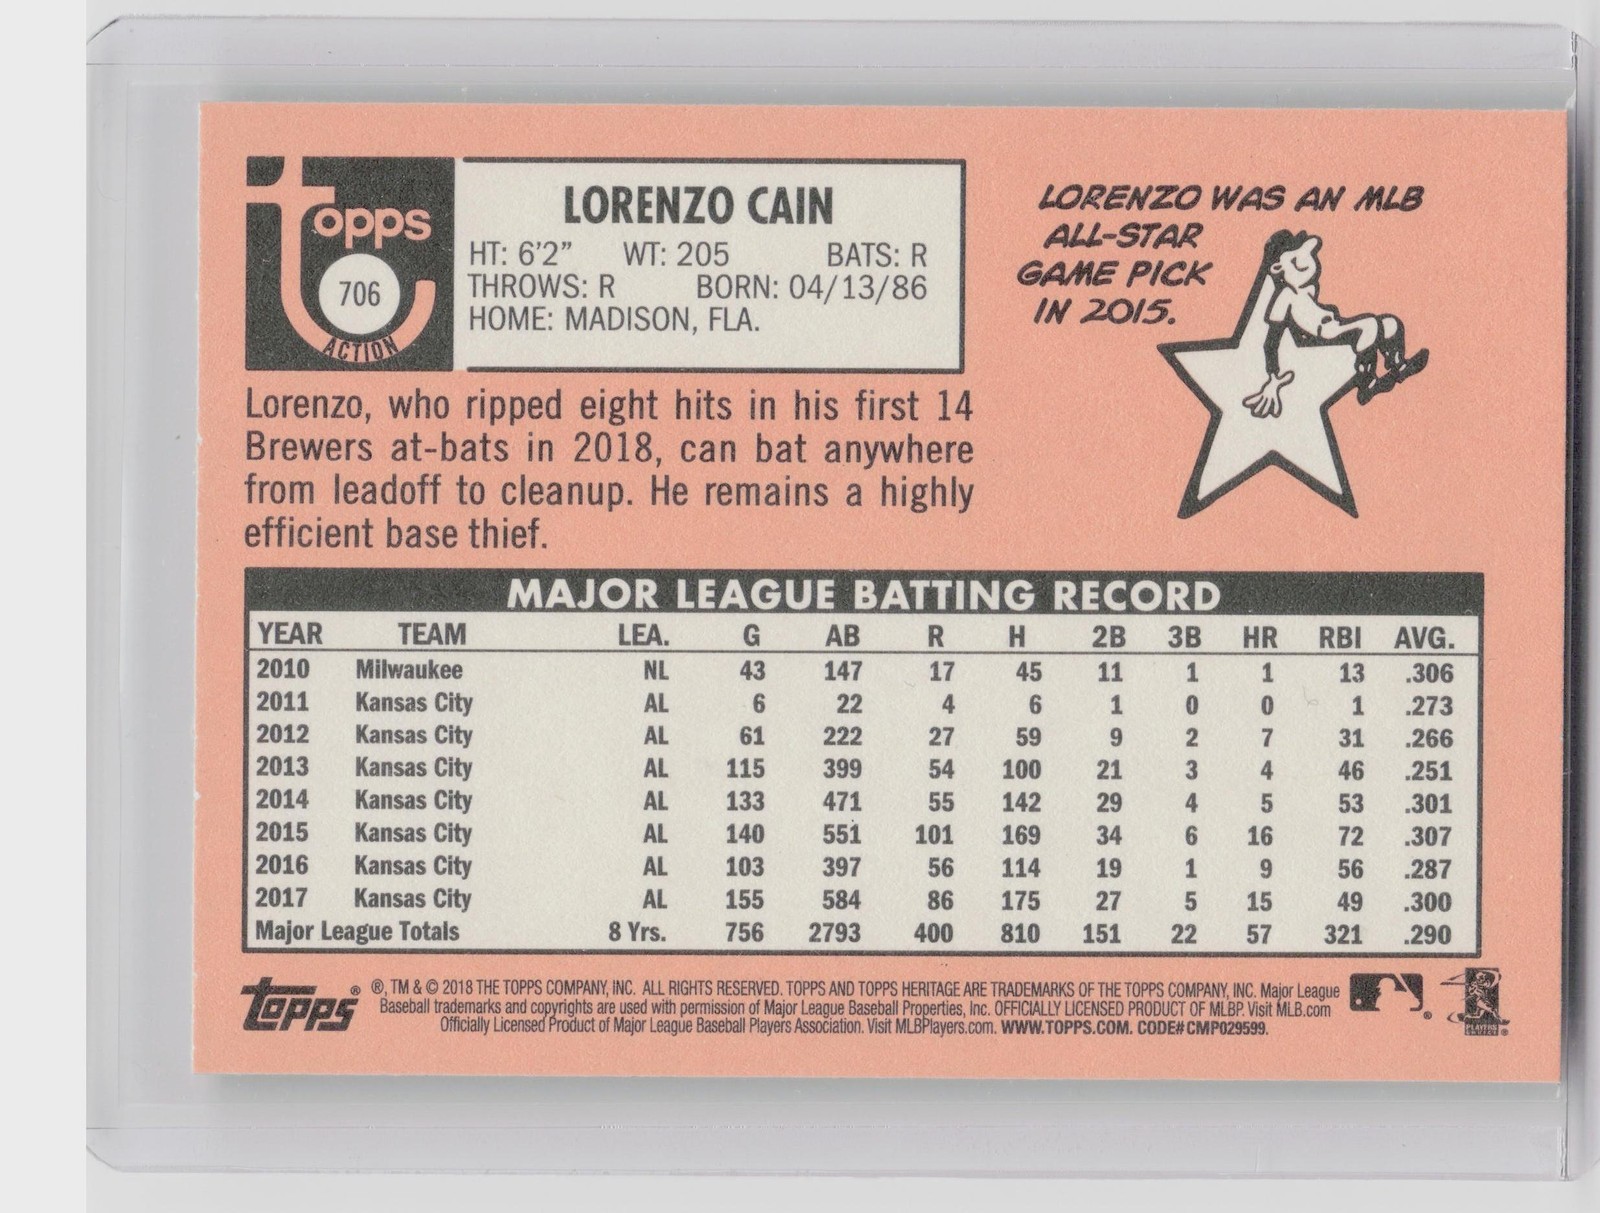 topps
706
ACTION
LORENZO CAIN
HT: 6'2" WT: 205 BATS: R
THROWS: R BORN: 04/13/86
HOME: MADISON, FLA.
LORENZO WAS AN MLB
ALL-STAR
GAME PICK
IN 2015.
Lorenzo, who ripped eight hits in his first 14
Brewers at-bats in 2018, can bat anywhere
from leadoff to cleanup. He remains a highly
efficient base thief.
MAJOR LEAGUE BATTING RECORD
YEAR TEAM LEA. G AB R H 2B 3B HR RBI AVG.
2010 Milwaukee NL 43 147 17 45 11 1 1 13 .306
2011 Kansas City AL 6 22 4 6 1 0 0 1 .273
2012 Kansas City AL 61 222 27 59 9 2 7 31 .266
2013 Kansas City AL 115 399 54 100 21 3 4 46 .251
2014 Kansas City AL 133 471 55 142 29 4 5 53 .301
2015 Kansas City AL 140 551 101 169 34 6 16 72 .307
2016 Kansas City AL 103 397 56 114 19 1 9 56 .287
2017 Kansas City AL 155 584 86 175 27 5 15 49 .300
Major League Totals 8 Yrs. 756 2793 400 810 151 22 57 321 .290
Topps® ®, TM & © 2018 THE TOPPS COMPANY, INC. ALL RIGHTS RESERVED. TOPPS AND TOPPS HERITAGE ARE TRADEMARKS OF THE TOPPS COMPANY, INC. Major League
Baseball trademarks and copyrights are used with permission of Major League Baseball Properties, Inc. OFFICIALLY LICENSED PRODUCT OF MLBP. Visit MLB.com
Officially Licensed Product of Major League Baseball Players Association. Visit MLBPlayers.com. WWW.TOPPS.COM. CODE# CMP029599.